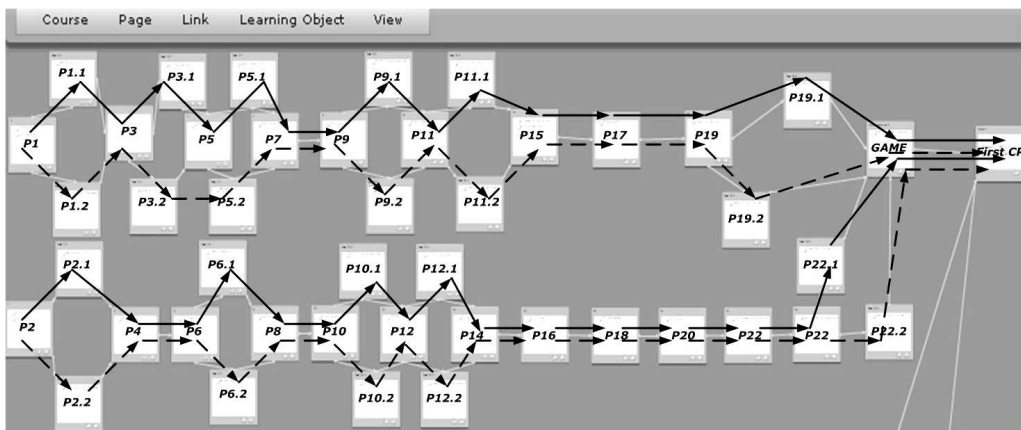 Course Page Link Learning Object View
P1.1 P3.1 P5.1 P9.1 P11.1
P19.1
P1 P3 P5 P7 P9 P11 P15 P17 P19 GAME First CP
P1.2 P3.2 P5.2 P9.2 P11.2
P19.2
P2.1 P6.1 P10.1 P12.1 P22.1
P2 P4 P6 P8 P10 P12 P14 P16 P18 P20 P22 P22 P22.2
P2.2 P6.2 P10.2 P12.2